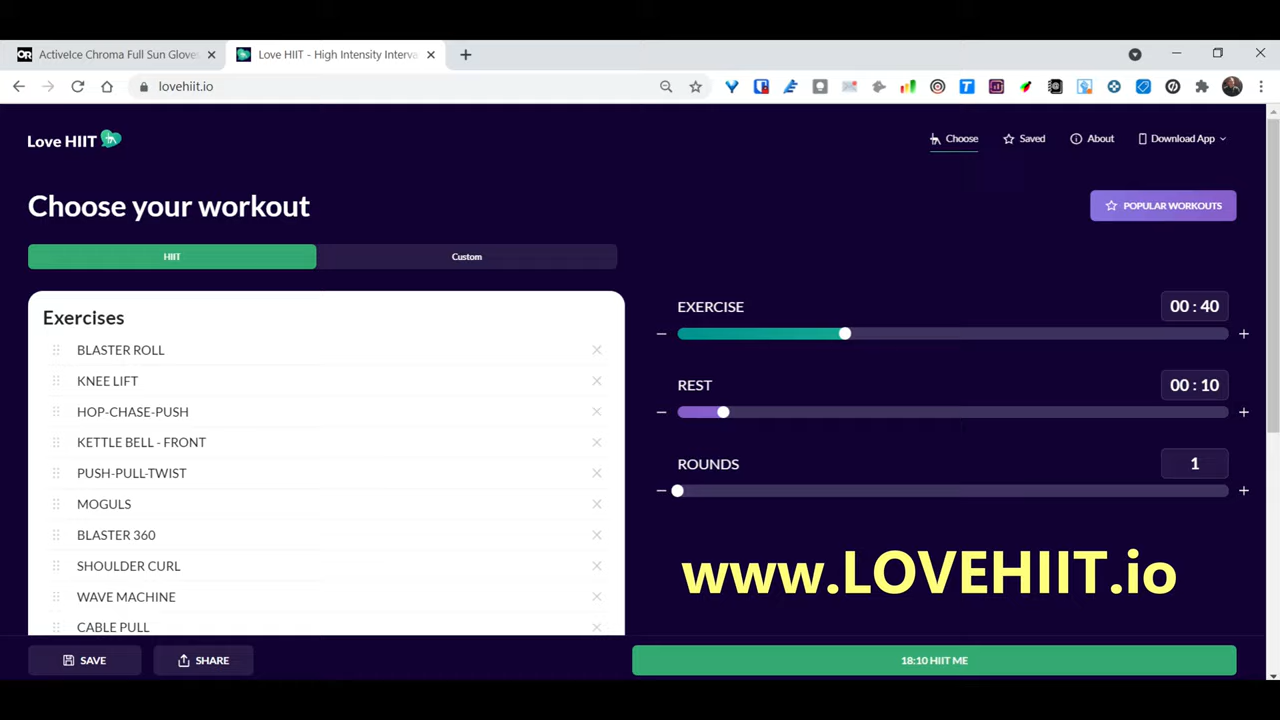 ActiveIce Chroma Full Sun Gloves
Love HIIT - High Intensity Interva
lovehiit.io
Love HIIT
Choose
Saved
About
Download App
Choose your workout
POPULAR WORKOUTS
HIIT
Custom
Exercises
BLASTER ROLL
KNEE LIFT
HOP-CHASE-PUSH
KETTLE BELL - FRONT
PUSH-PULL-TWIST
MOGULS
BLASTER 360
SHOULDER CURL
WAVE MACHINE
CABLE PULL
EXERCISE
00 : 40
REST
00 : 10
ROUNDS
1
www.LOVEHIIT.io
SAVE
SHARE
18:10 HIIT ME